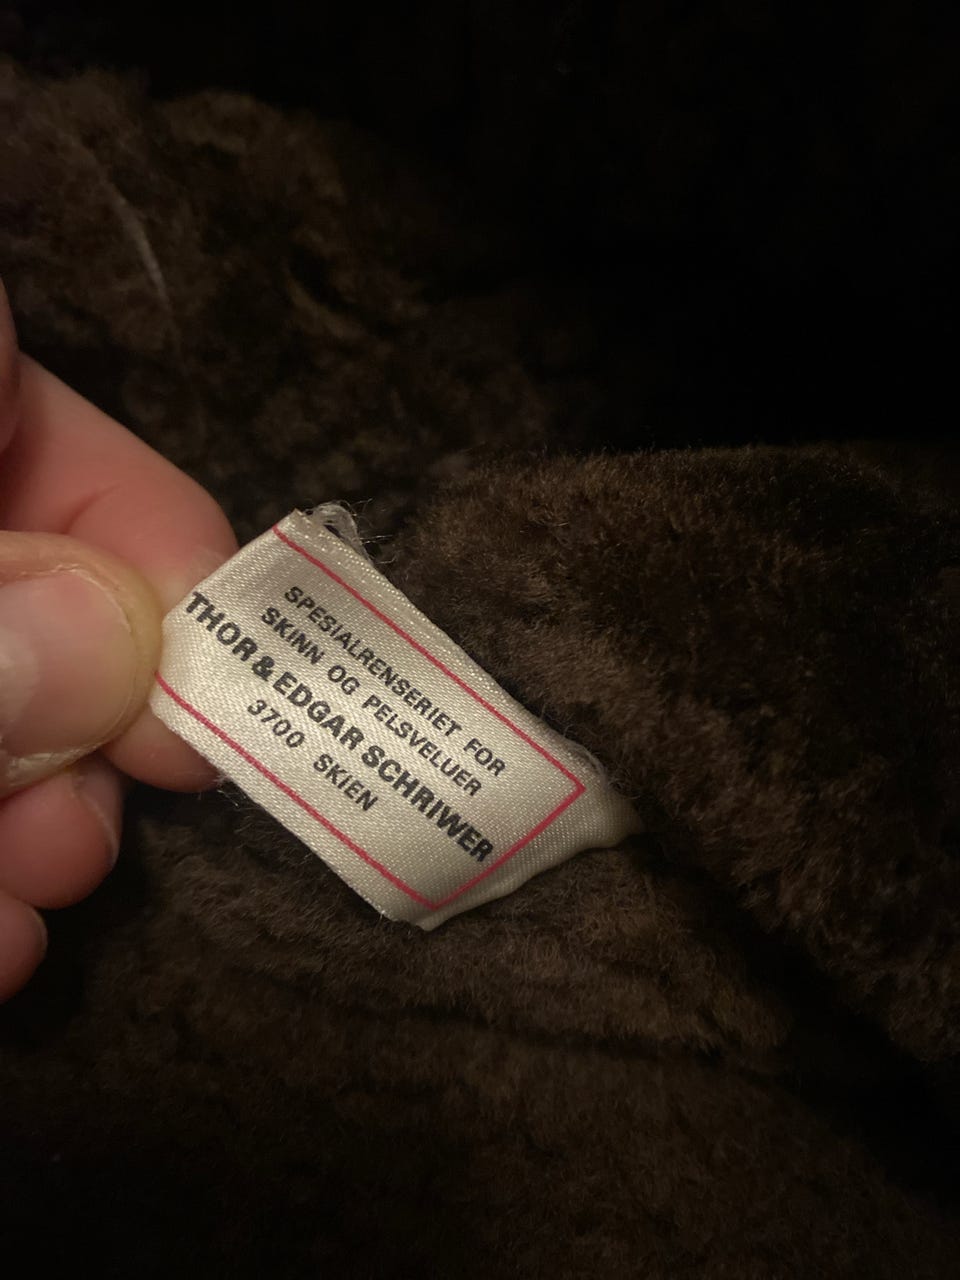 SPESIALRENSERIET FOR
SKINN OG PELSVELUER
THOR & EDGAR SCHRIWER
3700 SKIEN